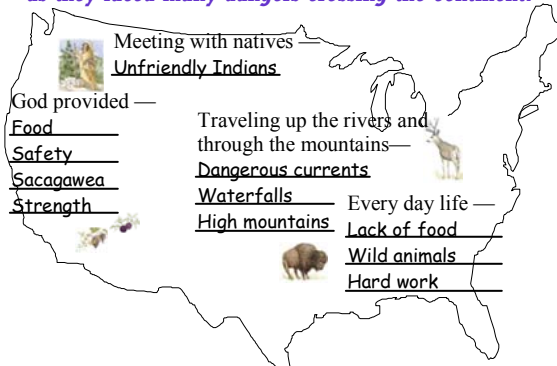 as they faced many dangers crossing the continent.
Meeting with natives —
Unfriendly Indians
God provided —
Food
Safety
Sacagawea
Strength
Traveling up the rivers and
through the mountains—
Dangerous currents
Waterfalls
High mountains
Every day life —
Lack of food
Wild animals
Hard work